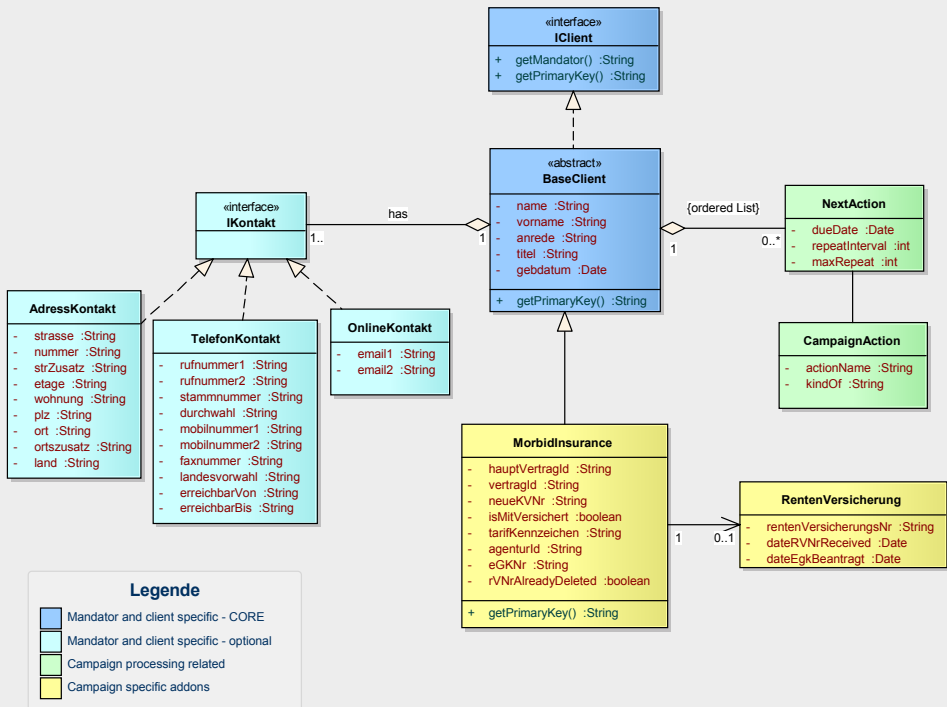 «interface»
IClient
+ getMandator() :String
+ getPrimaryKey() :String
«abstract»
BaseClient
- name :String
- vorname :String
- anrede :String
- titel :String
- gebdatum :Date
+ getPrimaryKey() :String
«interface»
IKontakt
has
1..
1
{ordered List}
1
0..*
NextAction
- dueDate :Date
- repeatInterval :int
- maxRepeat :int
CampaignAction
- actionName :String
- kindOf :String
AdressKontakt
- strasse :String
- nummer :String
- strZusatz :String
- etage :String
- wohnung :String
- plz :String
- ort :String
- ortszusatz :String
- land :String
TelefonKontakt
- rufnummer1 :String
- rufnummer2 :String
- stammnummer :String
- durchwahl :String
- mobilnummer1 :String
- mobilnummer2 :String
- faxnummer :String
- landesvorwahl :String
- erreichbarVon :String
- erreichbarBis :String
OnlineKontakt
- email1 :String
- email2 :String
MorbidInsurance
- hauptVertragId :String
- vertragId :String
- neueKVNr :String
- isMitVersichert :boolean
- tarifKennzeichen :String
- agenturId :String
- eGKNr :String
- rVNrAlreadyDeleted :boolean
+ getPrimaryKey() :String
1
0..1
RentenVersicherung
- rentenVersicherungsNr :String
- dateRVNrReceived :Date
- dateEgkBeantragt :Date
Legende
Mandator and client specific - CORE
Mandator and client specific - optional
Campaign processing related
Campaign specific addons